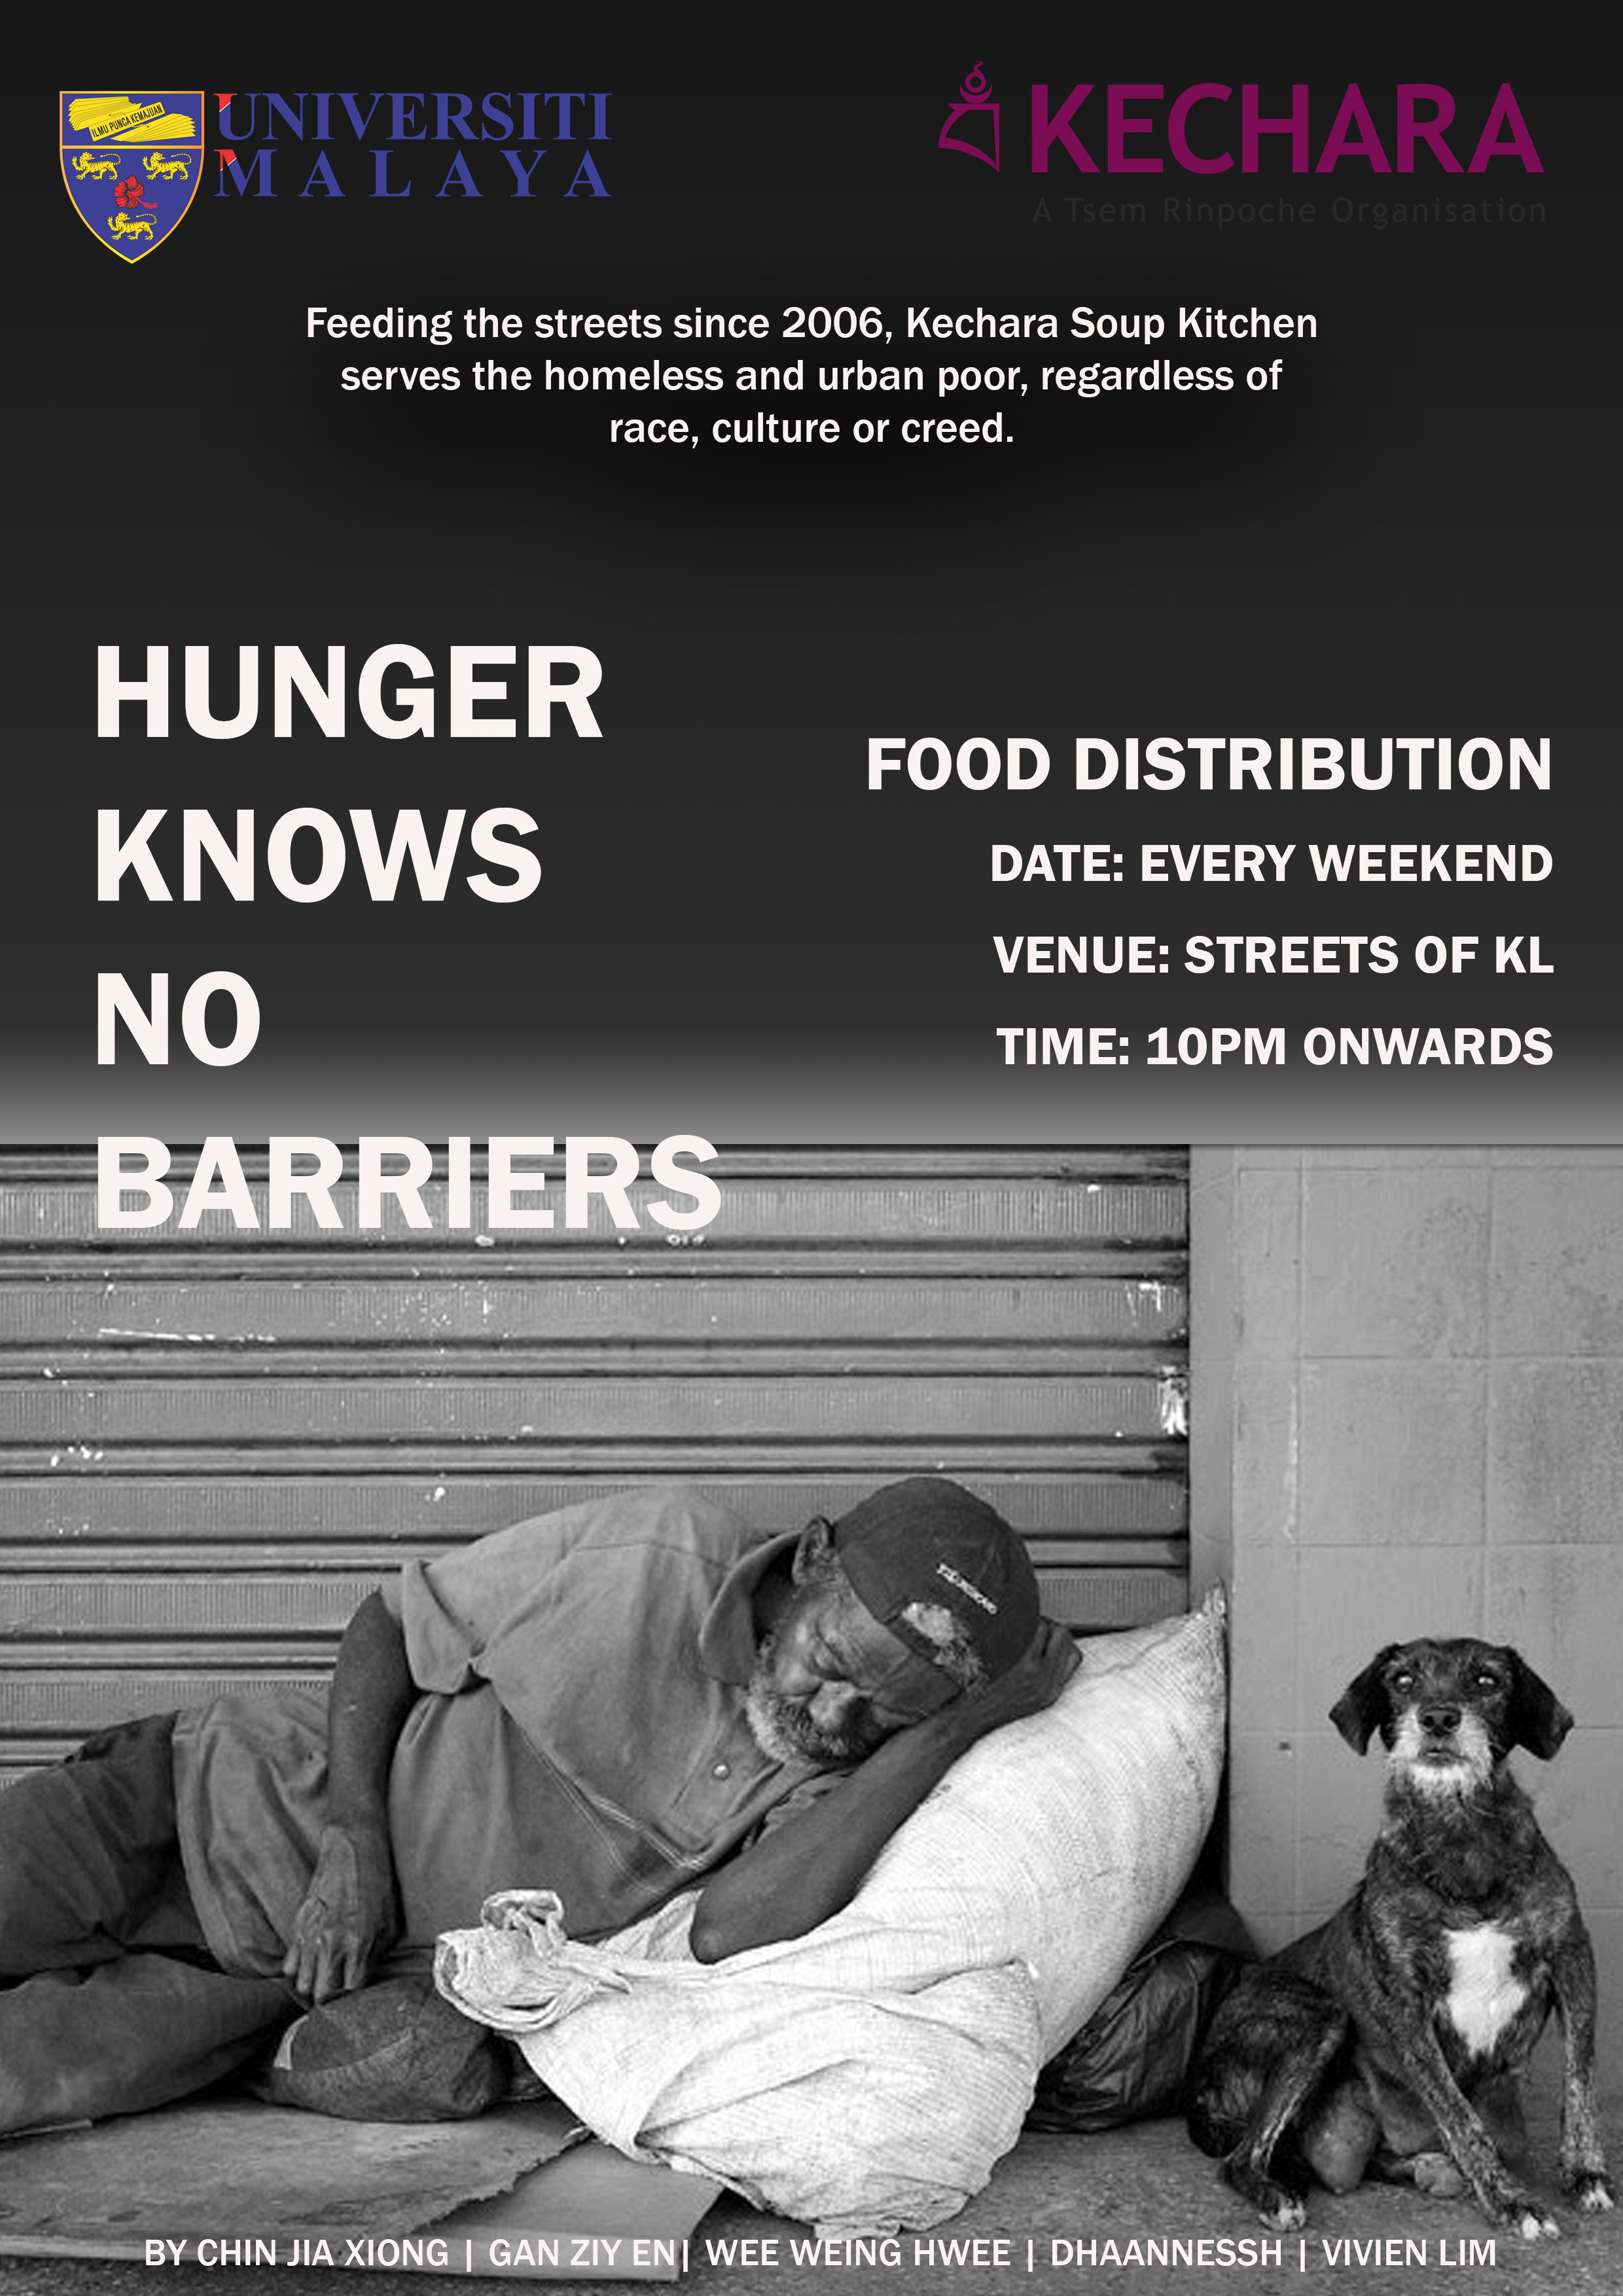 ILMU PUNCA KEMAJUAN
UNIVERSITI
MALAYA
KECHARA
A Tsem Rinpoche Organisation
Feeding the streets since 2006, Kechara Soup Kitchen
serves the homeless and urban poor, regardless of
race, culture or creed.
HUNGER
KNOWS
NO
BARRIERS
FOOD DISTRIBUTION
DATE: EVERY WEEKEND
VENUE: STREETS OF KL
TIME: 10PM ONWARDS
BY CHIN JIA XIONG | GAN ZIY EN| WEE WEING HWEE | DHAANNESSH | VIVIEN LIM